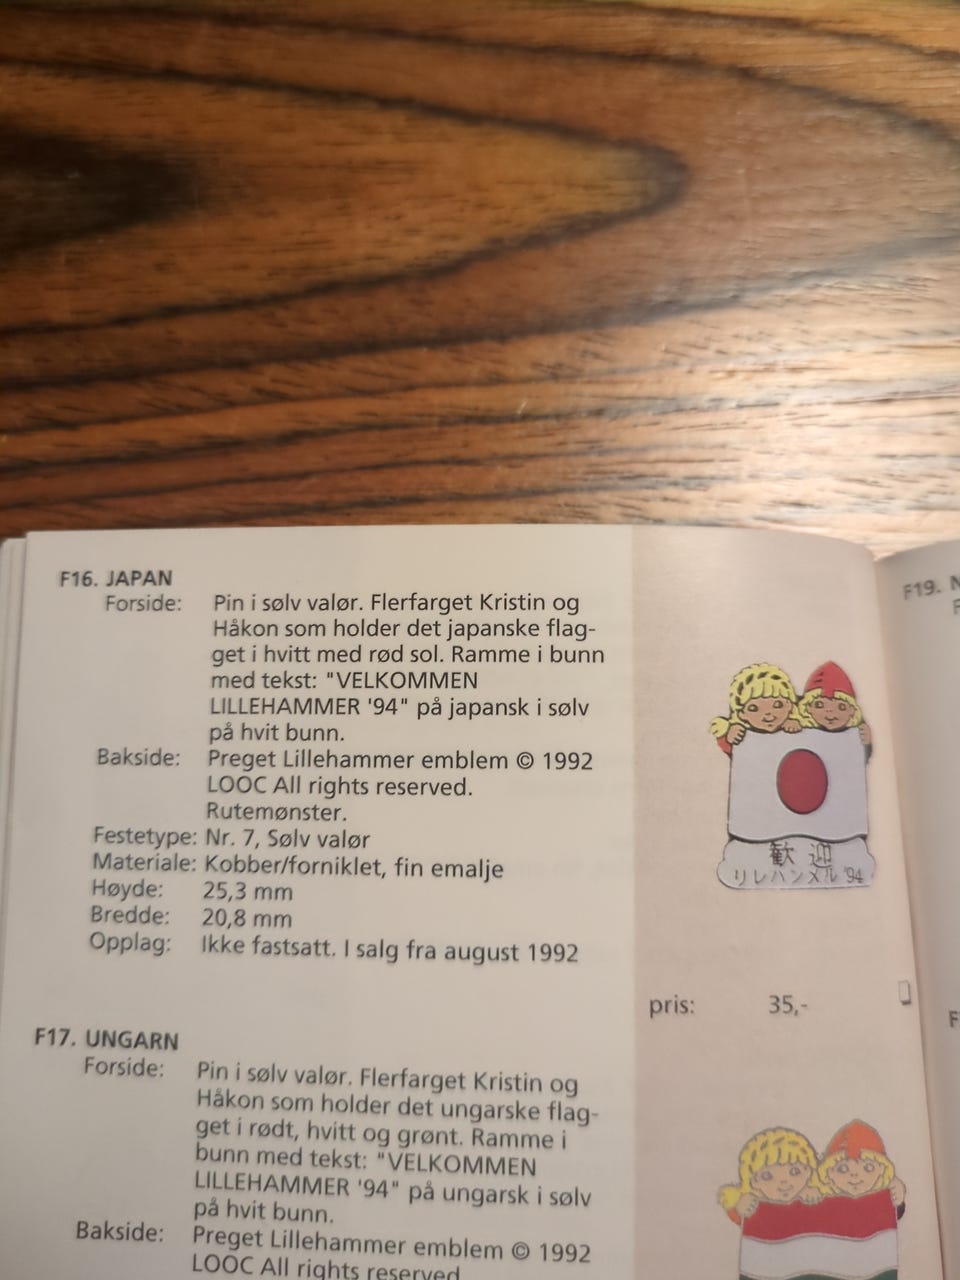 F16. JAPAN
Forside: Pin i sølv valør. Flerfarget Kristin og
Håkon som holder det japanske flag-
get i hvitt med rød sol. Ramme i bunn
med tekst: "VELKOMMEN
LILLEHAMMER '94" på japansk i sølv
på hvit bunn.
Bakside: Preget Lillehammer emblem © 1992
LOOC All rights reserved.
Rutemønster.
Festetype: Nr. 7, Sølv valør
Materiale: Kobber/forniklet, fin emalje
Høyde: 25,3 mm
Bredde: 20,8 mm
Opplag: Ikke fastsatt. I salg fra august 1992
歓迎
リレハンメル '94
pris: 35,-
F17. UNGARN
Forside: Pin i sølv valør. Flerfarget Kristin og
Håkon som holder det ungarske flag-
get i rødt, hvitt og grønt. Ramme i
bunn med tekst: "VELKOMMEN
LILLEHAMMER '94" på ungarsk i sølv
på hvit bunn.
Bakside: Preget Lillehammer emblem © 1992
LOOC All rights reserved
F19.